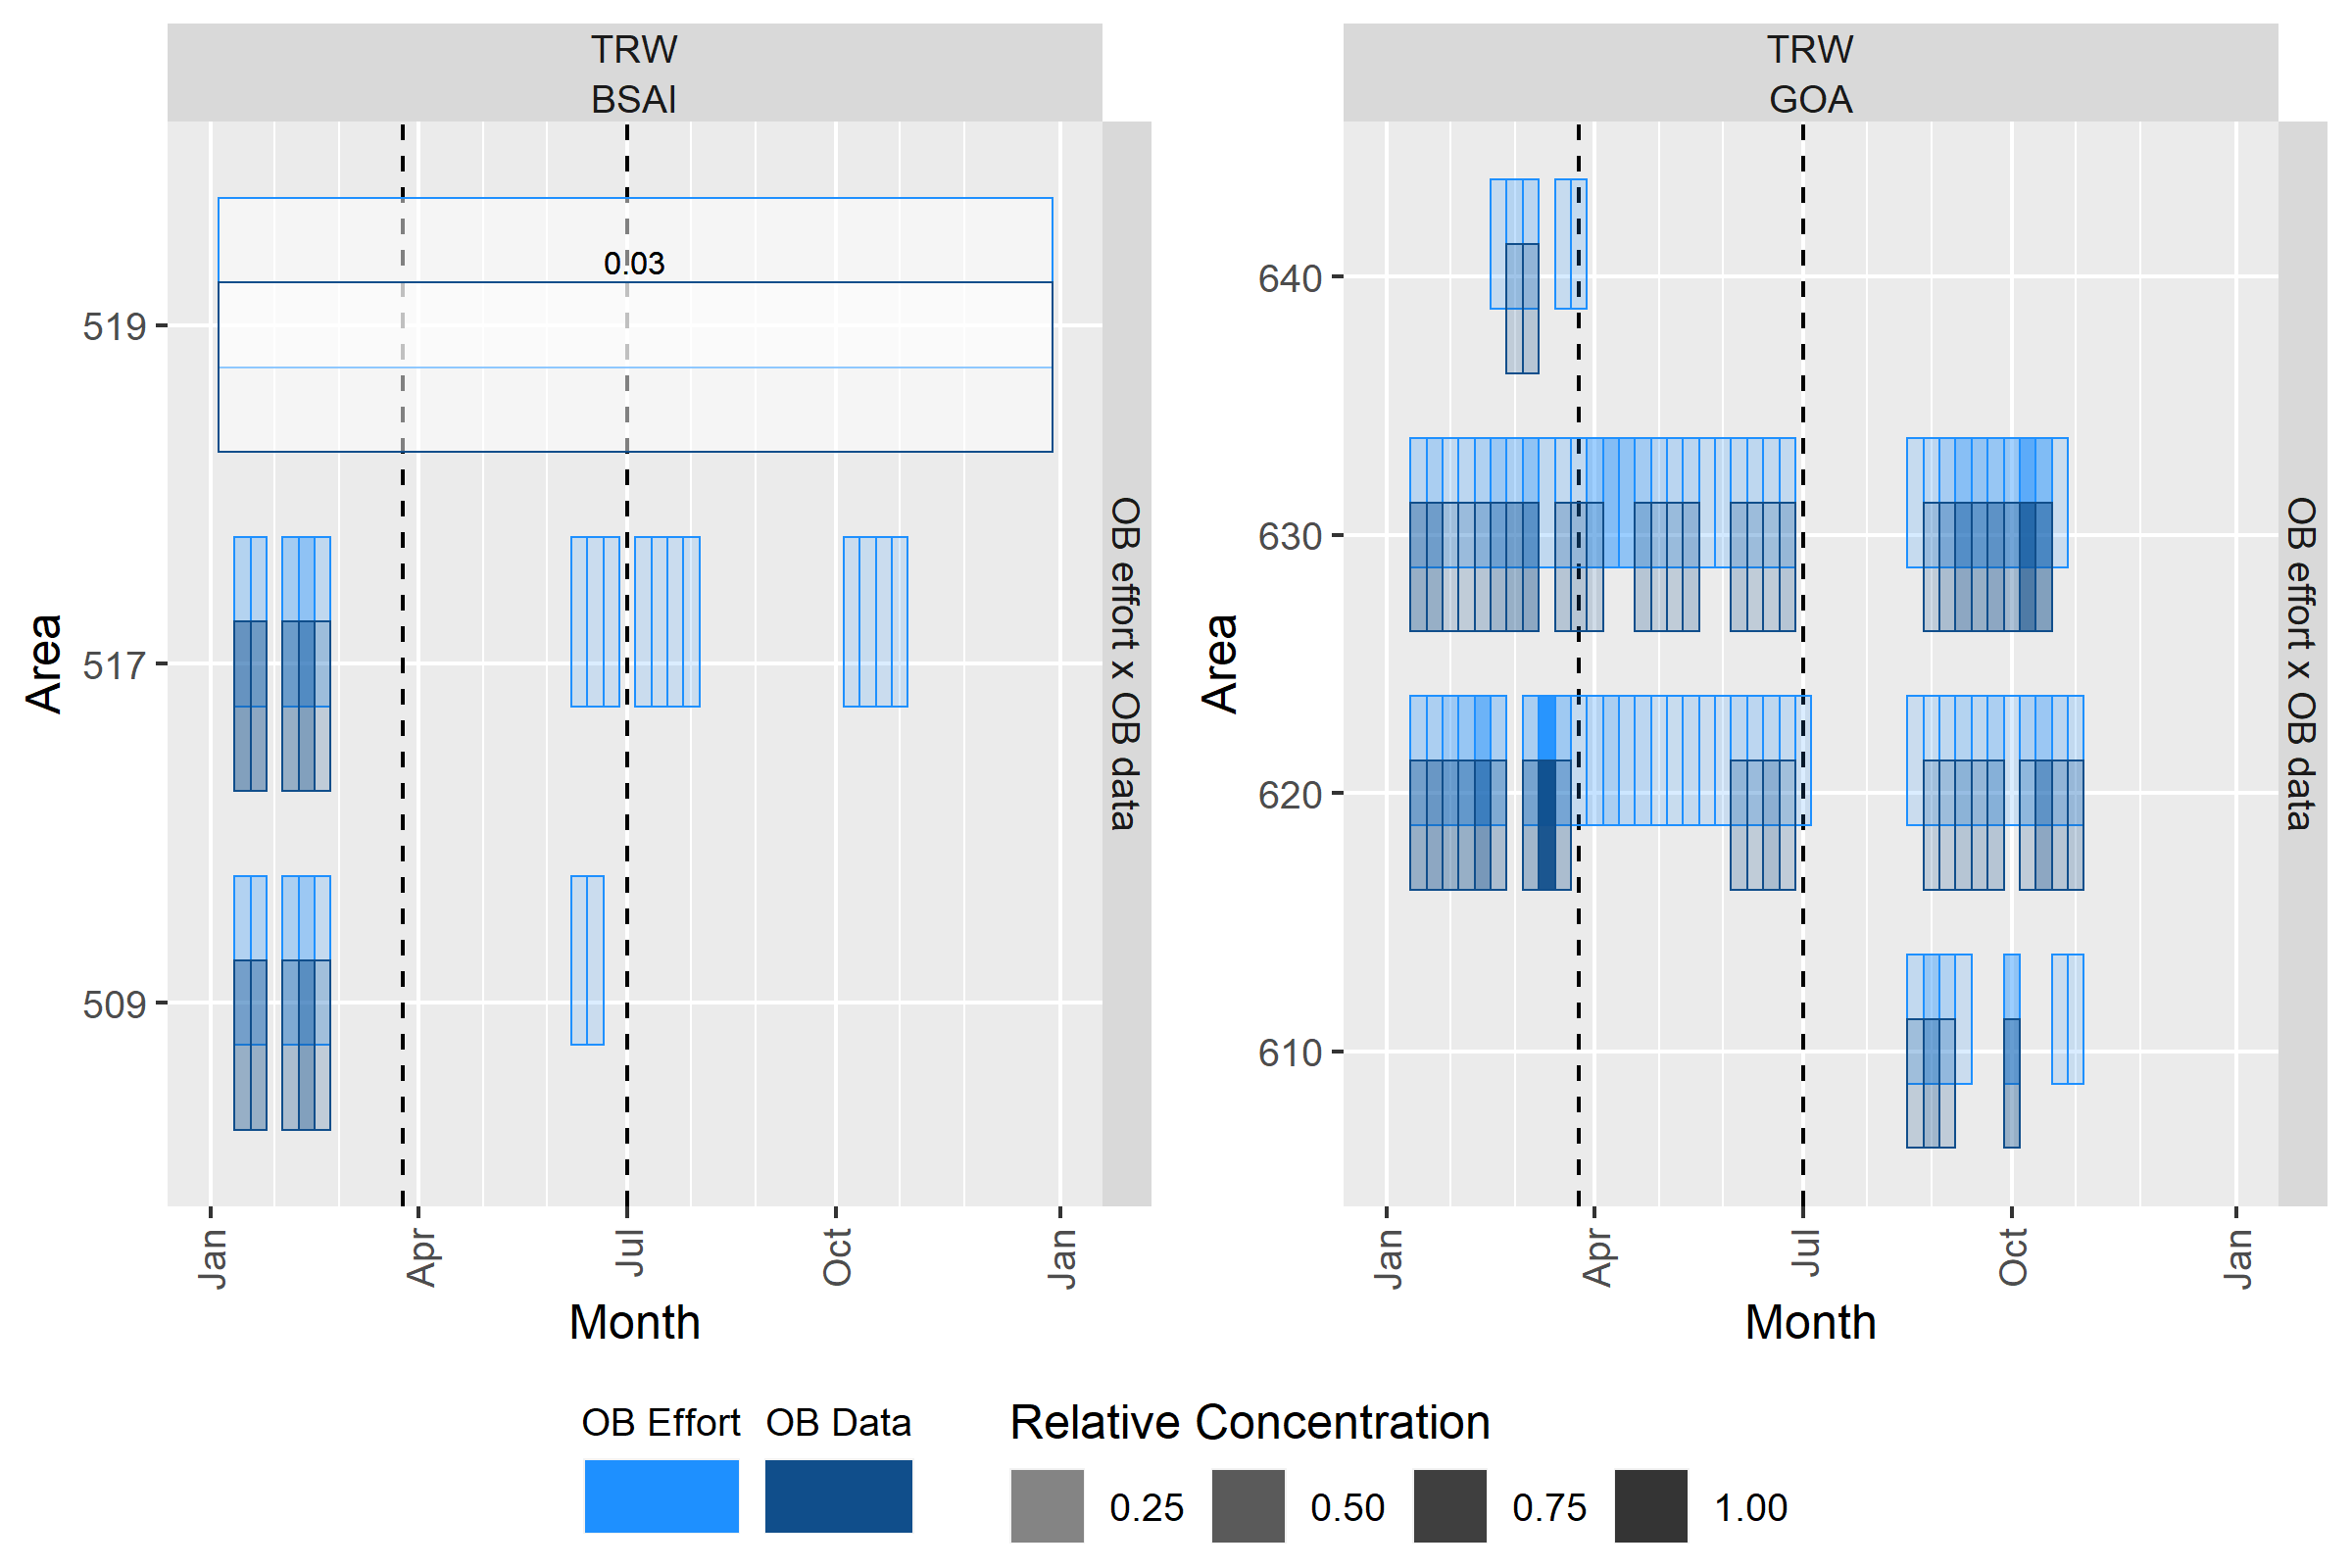 TRW
BSAI
TRW
GOA
0.03
519
517
509
Area
OB effort x OB data
640
630
620
610
Area
OB effort x OB data
Jan
Apr
Jul
Oct
Jan
Month
Jan
Apr
Jul
Oct
Jan
Month
OB Effort
OB Data
Relative Concentration
0.25
0.50
0.75
1.00